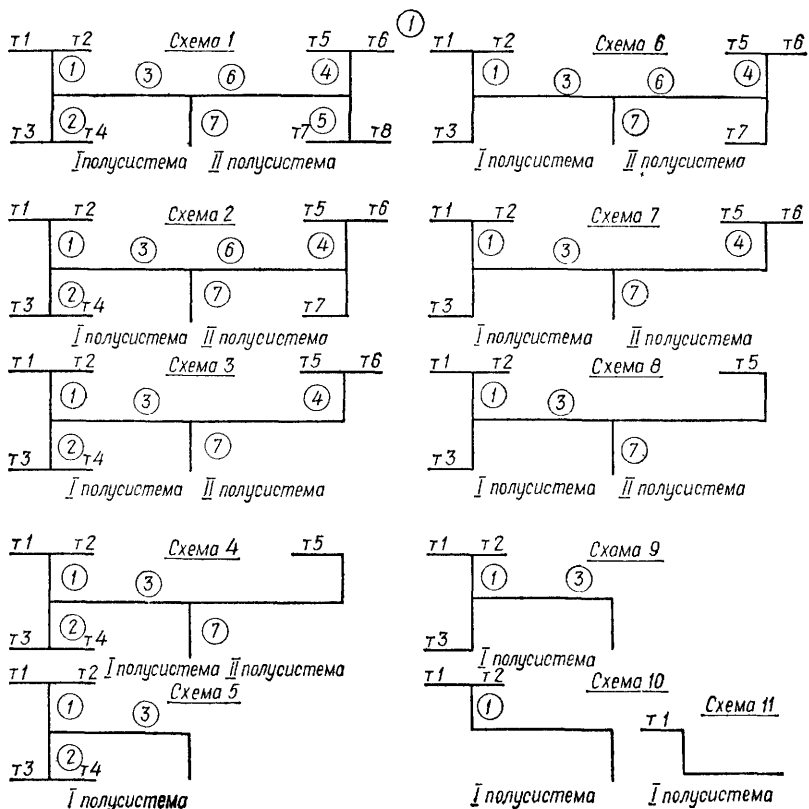 ①
т1 т2 Схема 1 т5 т6
① ③ ⑥ ④
② ⑦ ⑤
т3 т4 т7 т8
I полусистема II полусистема
т1 т2 Схема 6 т5 т6
① ③ ⑥ ④
⑦
т3 т7
I полусистема II полусистема
т1 т2 Схема 2 т5 т6
① ③ ⑥ ④
② ⑦
т3 т4 т7
I полусистема II полусистема
т1 т2 Схема 7 т5 т6
① ③ ④
⑦
т3
I полусистема II полусистема
т1 т2 Схема 3 т5 т6
① ③ ④
② ⑦
т3 т4
I полусистема II полусистема
т1 т2 Схема 8 т5
① ③
⑦
т3
I полусистема II полусистема
т1 т2 Схема 4 т5
① ③
② ⑦
т3 т4
I полусистема II полусистема
т1 т2 Схама 9
① ③
т3
I полусистема
т1 т2 Схема 5
① ③
②
т3 т4
I полусистема
т1 т2 Схема 10
①
I полусистема
Схема 11
т1
I полусистема